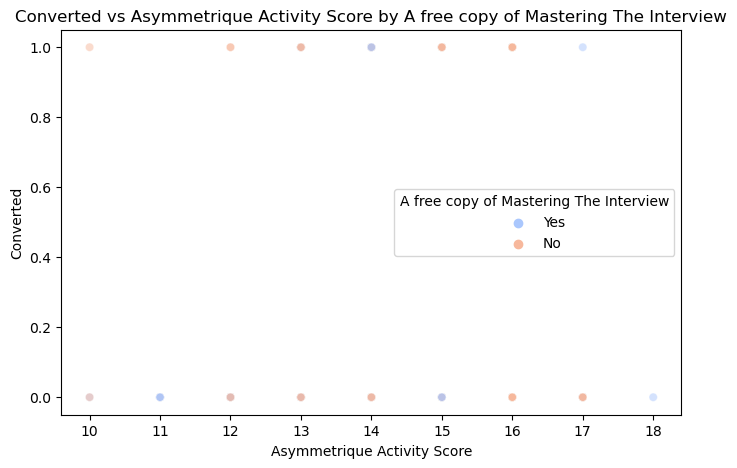 Converted vs Asymmetrique Activity Score by A free copy of Mastering The Interview
1.0
0.8
0.6
0.4
0.2
0.0
Converted
A free copy of Mastering The Interview
Yes
No
10 11 12 13 14 15 16 17 18
Asymmetrique Activity Score